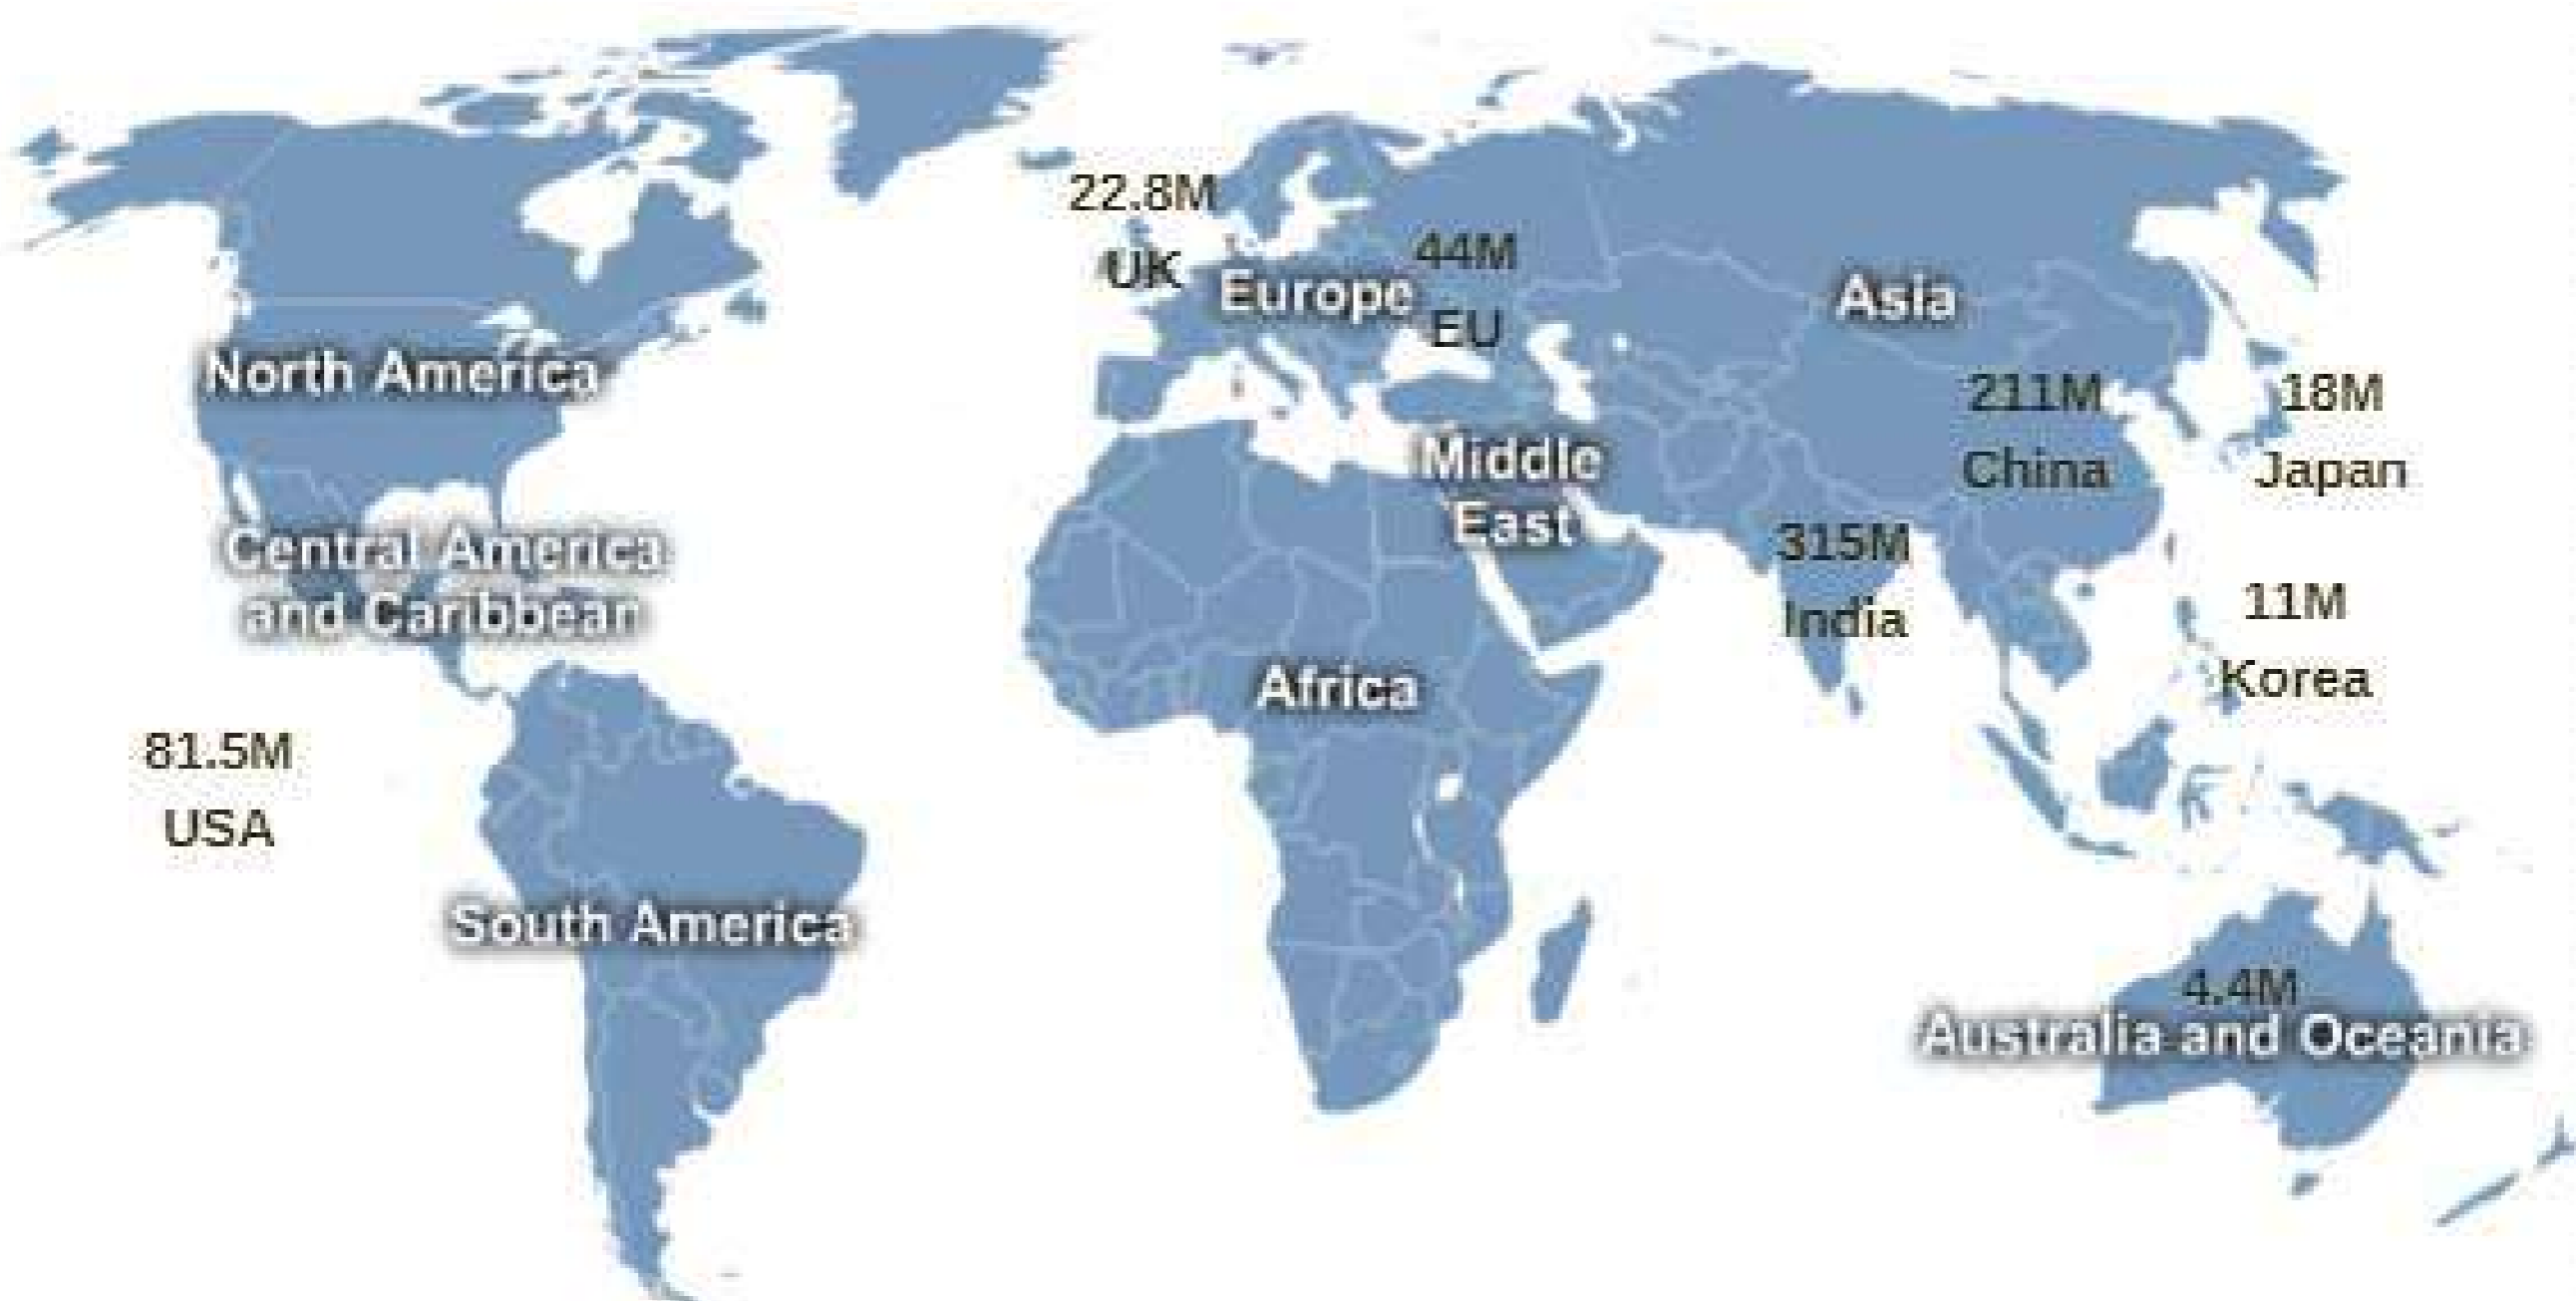 22.8M
UK
44M
Europe
EU
Asia
North America
211M
China
18M
Japan
Middle
East
Central America
and Caribbean
315M
India
11M
Korea
Africa
81.5M
USA
South America
4.4M
Australia and Oceania